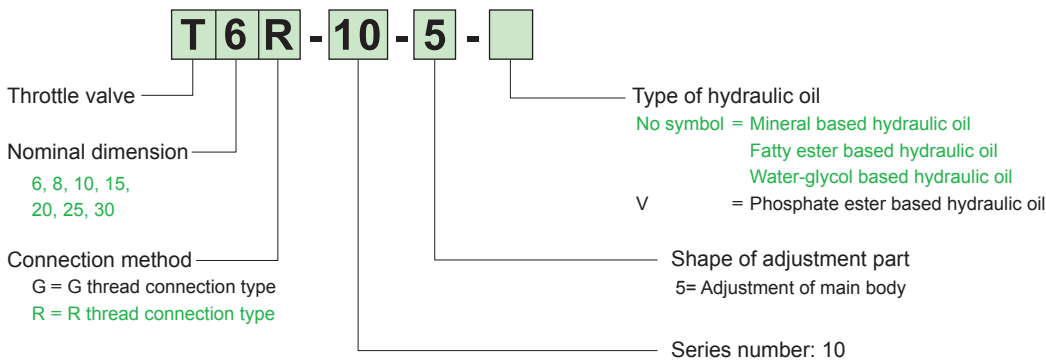 T 6 R - 10 - 5 -
Throttle valve
Nominal dimension
6, 8, 10, 15,
20, 25, 30
Connection method
G = G thread connection type
R = R thread connection type
Type of hydraulic oil
No symbol = Mineral based hydraulic oil
Fatty ester based hydraulic oil
Water-glycol based hydraulic oil
V = Phosphate ester based hydraulic oil
Shape of adjustment part
5= Adjustment of main body
Series number: 10